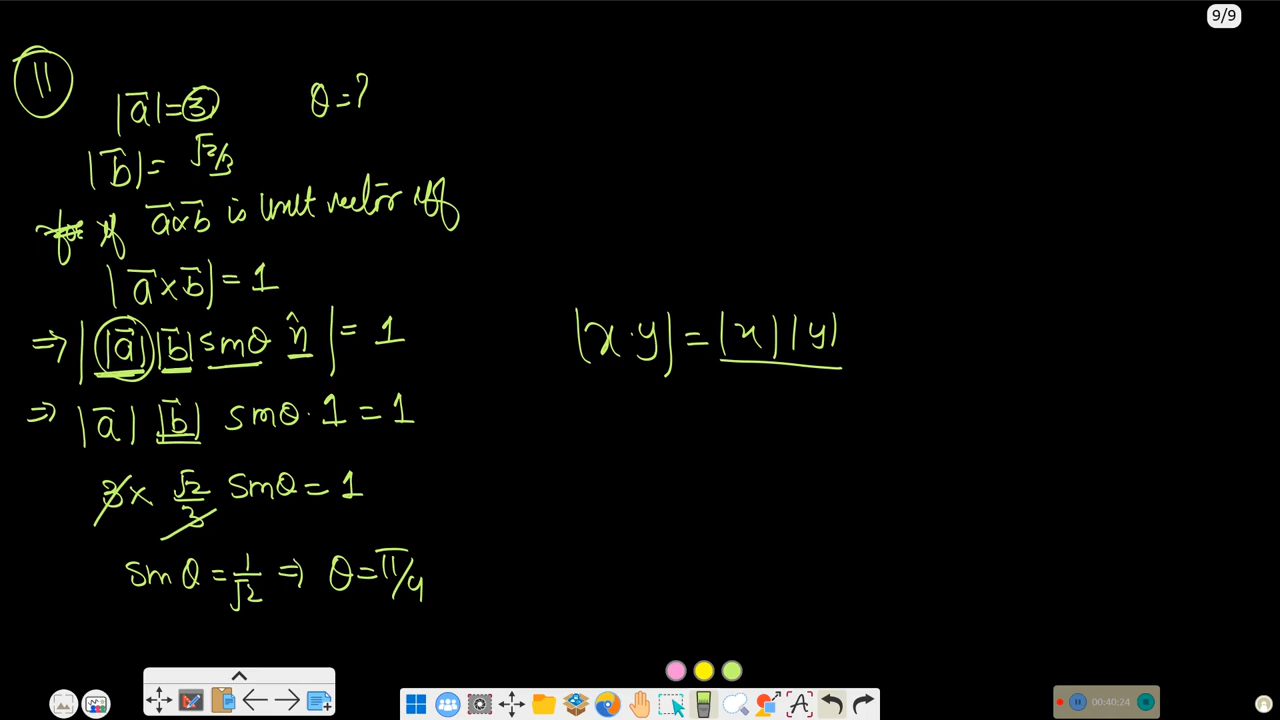 9/9
11
|a̅| = 3 θ = ?
|b̅| = √2/3
if a̅×b̅ is unit vector iff
|a̅×b̅| = 1
⇒ | |a̅| |b̅| sinθ n̂ | = 1
|x·y| = |x| |y|
⇒ |a̅| |b̅| sinθ · 1 = 1
3 × √2/3 sinθ = 1
sinθ = 1/√2 ⇒ θ = π/4
00:40:24